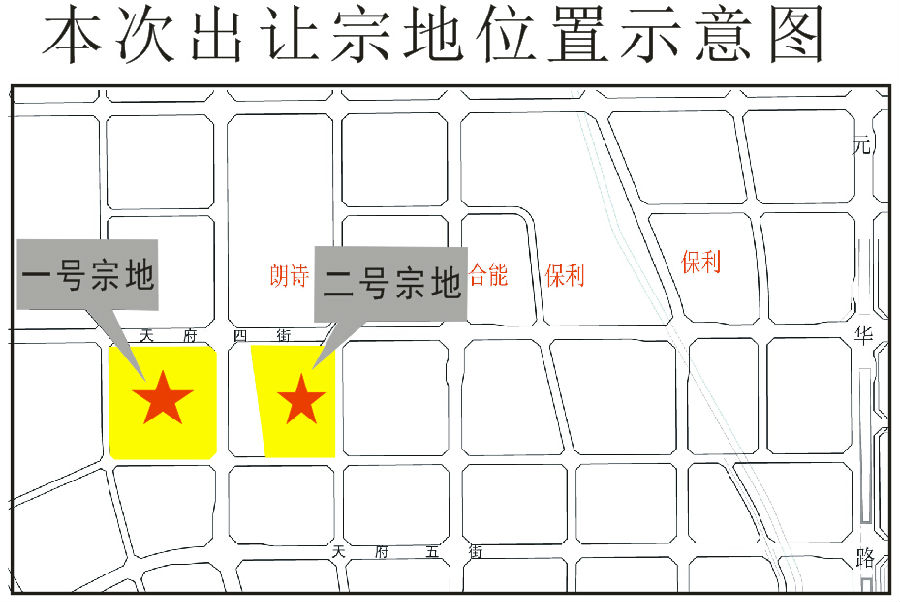 本次出让宗地位置示意图
元
一号宗地
朗诗
二号宗地
合能
保利
保利
天府四街
华
天府五街
路